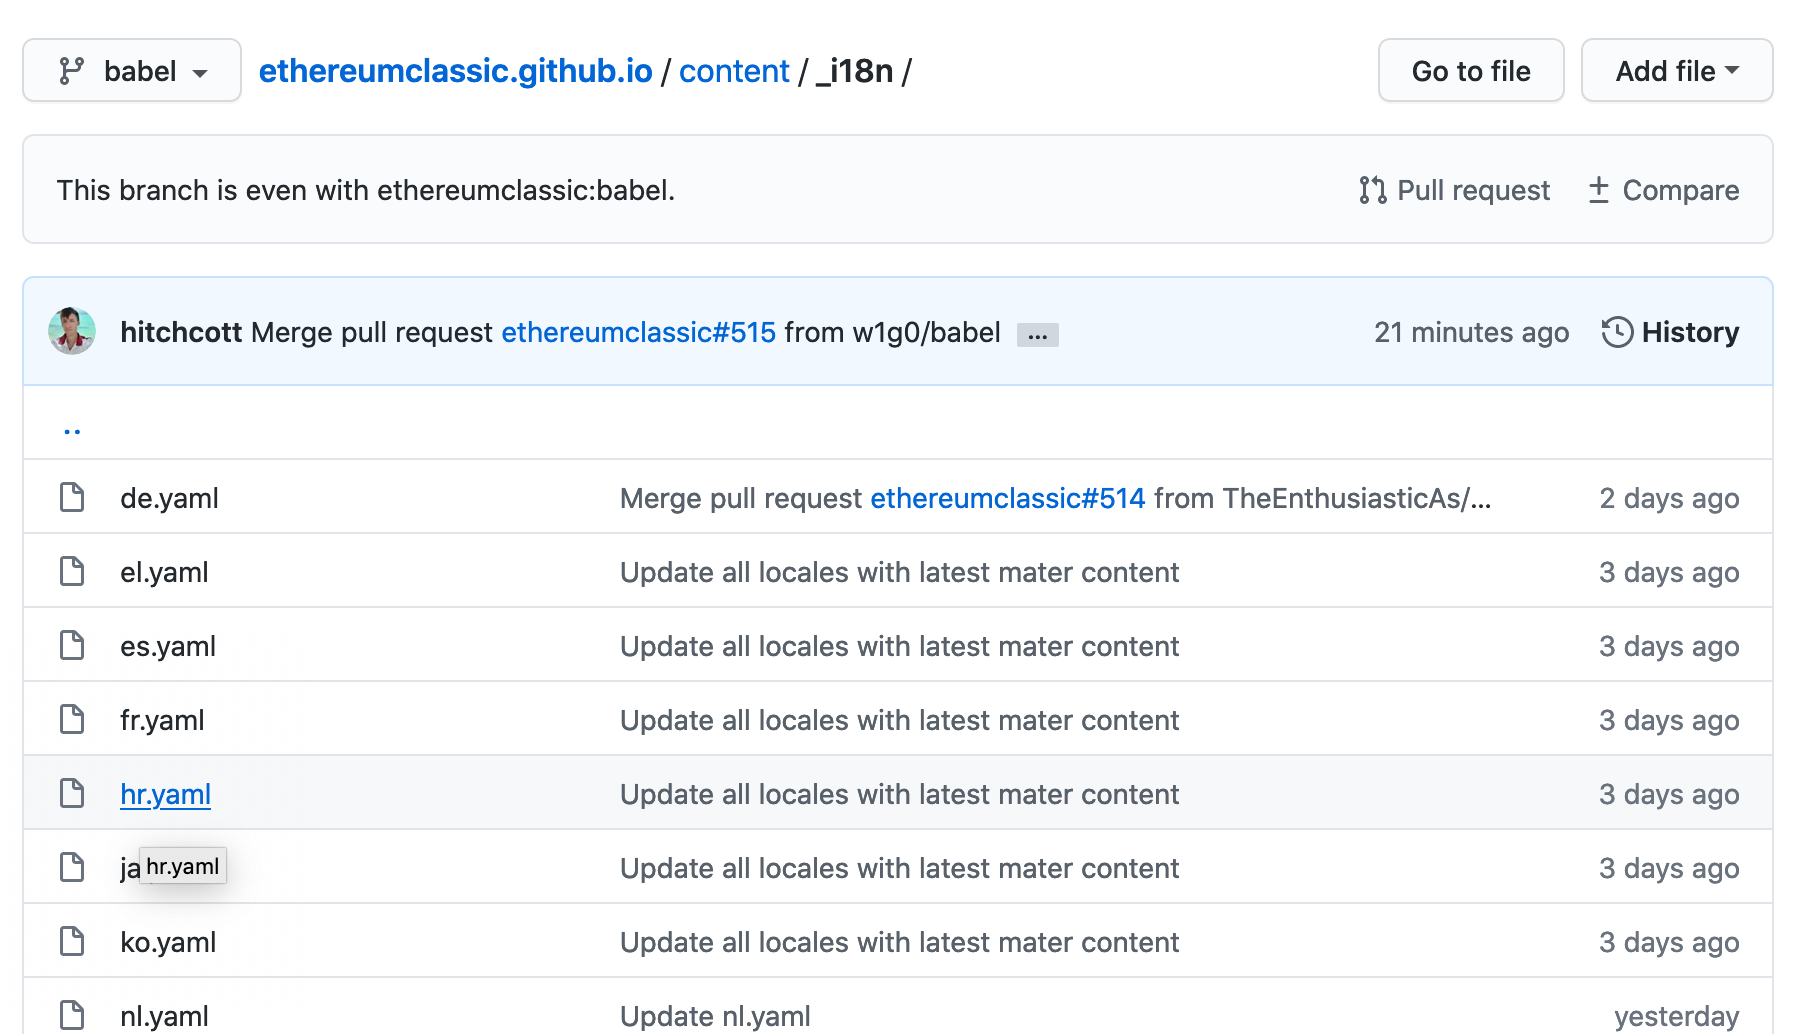 babel ethereumclassic.github.io / content / _i18n / Go to file Add file
This branch is even with ethereumclassic:babel. Pull request Compare
hitchcott Merge pull request ethereumclassic#515 from w1g0/babel ... 21 minutes ago History
..
de.yaml Merge pull request ethereumclassic#514 from TheEnthusiasticAs/... 2 days ago
el.yaml Update all locales with latest mater content 3 days ago
es.yaml Update all locales with latest mater content 3 days ago
fr.yaml Update all locales with latest mater content 3 days ago
hr.yaml Update all locales with latest mater content 3 days ago
ja hr.yaml Update all locales with latest mater content 3 days ago
ko.yaml Update all locales with latest mater content 3 days ago
nl.yaml Update nl.yaml yesterday